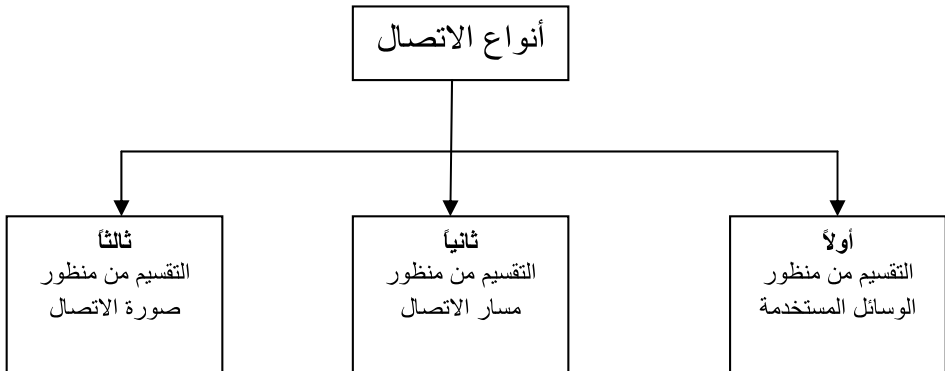 أنواع الاتصال
أولاً
التقسيم من منظور
الوسائل المستخدمة
ثانياً
التقسيم من منظور
مسار الاتصال
ثالثاً
التقسيم من منظور
صورة الاتصال